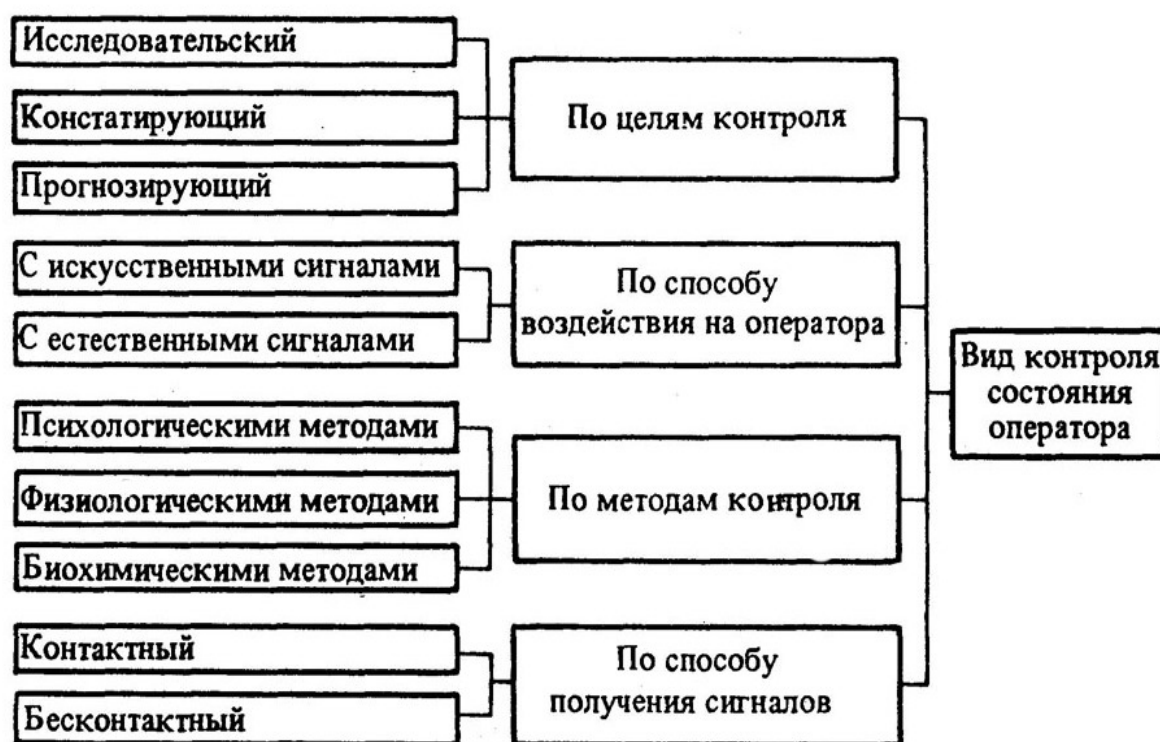 Исследовательский
Констатирующий
Прогнозирующий
По целям контроля
С искусственными сигналами
С естественными сигналами
По способу
воздействия на оператора
Психологическими методами
Физиологическими методами
Биохимическими методами
По методам контроля
Контактный
Бесконтактный
По способу
получения сигналов
Вид контроля
состояния
оператора